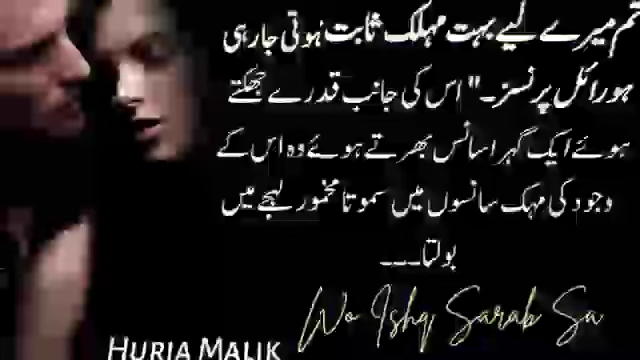 تم میرے لیے بہت مہلک ثابت ہوتی جا رہی
ہو رائل پرنسز۔" اس کی جانب قدرے جھکتے
ہوئے ایک گہرا سانس بھرتے ہوئے وہ اس کے
وجود کی مہک سانسوں میں سموتا مخمور لہجے میں
بولتا۔۔۔
Wo Ishq Sarab Sa
HURIA MALIK